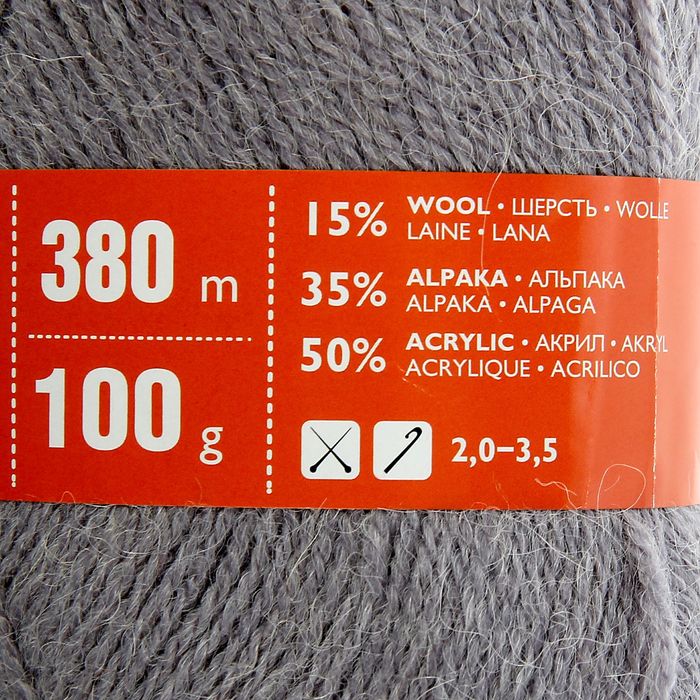 380 m
100 g
15% WOOL • ШЕРСТЬ • WOLLE
LAINE • LANA
35% ALPAKA • АЛЬПАКА
ALPAKA • ALPAGA
50% ACRYLIC • АКРИЛ • AKRYL
ACRYLIQUE • ACRILICO
2,0–3,5